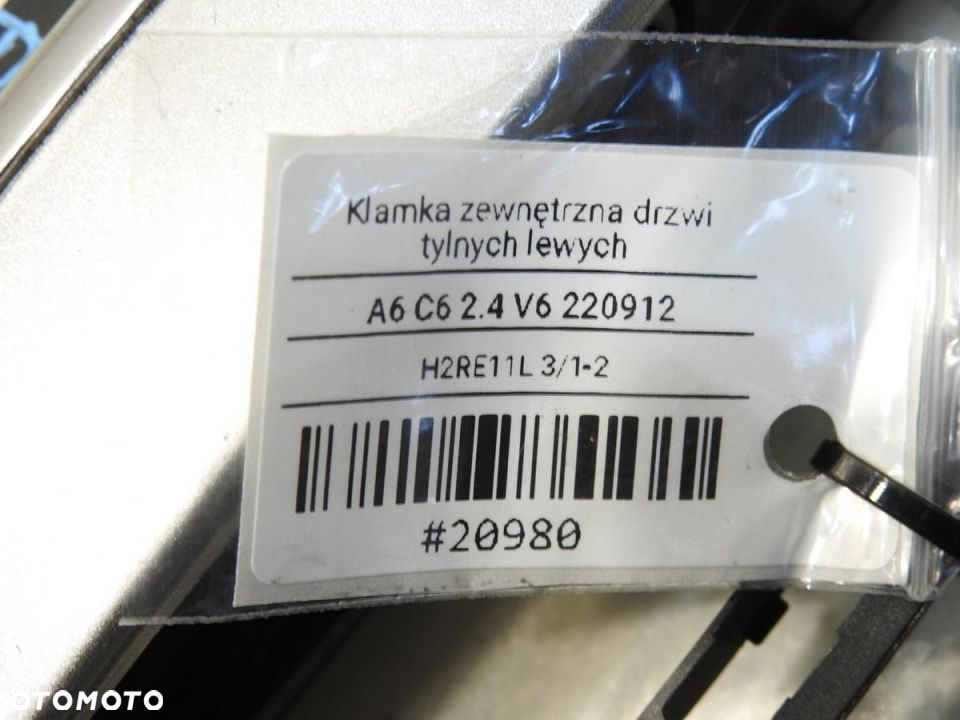 Klamka zewnętrzna drzwi
tylnych lewych
A6 C6 2.4 V6 220912
H2RE11L 3/1-2
#20980
OTOMOTO